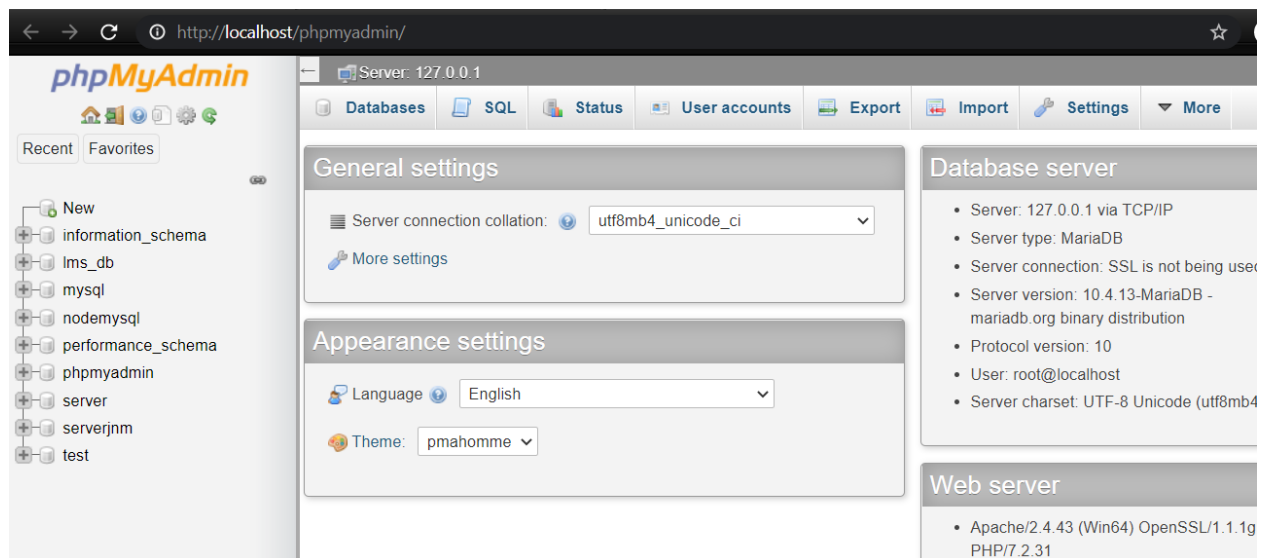 http://localhost/phpmyadmin/
phpMyAdmin
Recent Favorites
New
information_schema
lms_db
mysql
nodemysql
performance_schema
phpmyadmin
server
serverjnm
test
Server: 127.0.0.1
Databases SQL Status User accounts Export Import Settings More
General settings
Server connection collation: utf8mb4_unicode_ci
More settings
Appearance settings
Language English
Theme: pmahomme
Database server
Server: 127.0.0.1 via TCP/IP
Server type: MariaDB
Server connection: SSL is not being used
Server version: 10.4.13-MariaDB -
mariadb.org binary distribution
Protocol version: 10
User: root@localhost
Server charset: UTF-8 Unicode (utf8mb4
Web server
Apache/2.4.43 (Win64) OpenSSL/1.1.1g
PHP/7.2.31